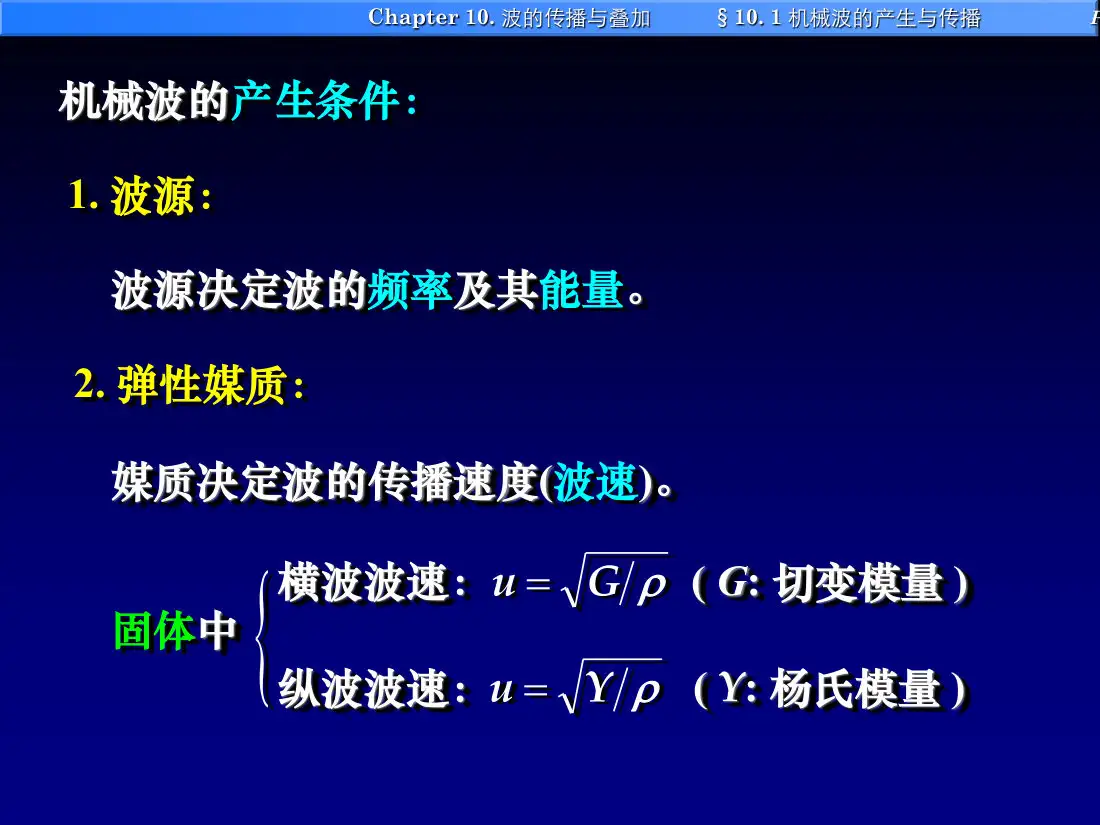 Chapter 10. 波的传播与叠加 §10. 1 机械波的产生与传播
机械波的产生条件：
1. 波源：
波源决定波的频率及其能量。
2. 弹性媒质：
媒质决定波的传播速度(波速)。
固体中
横波波速： u = √G/ρ ( G: 切变模量 )
纵波波速： u = √Y/ρ ( Y: 杨氏模量 )